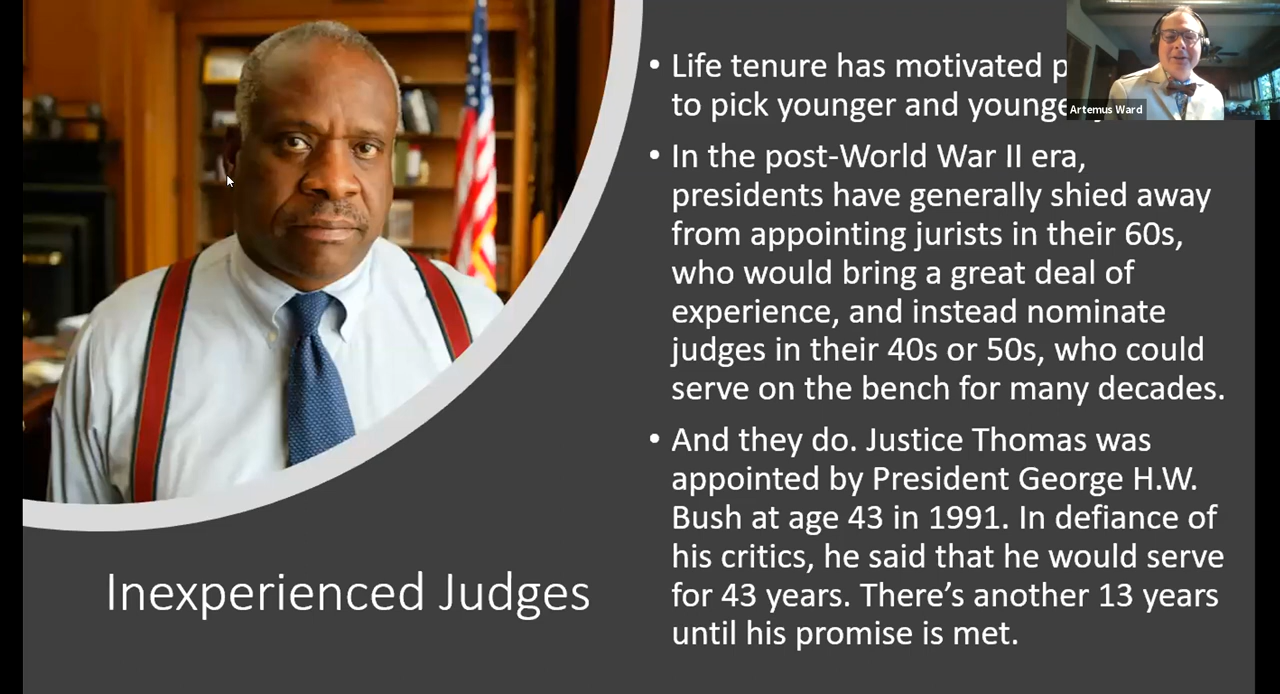 • Life tenure has motivated
to pick younger and
• In the post-World War II era,
presidents have generally shied away
from appointing jurists in their 60s,
who would bring a great deal of
experience, and instead nominate
judges in their 40s or 50s, who could
serve on the bench for many decades.
• And they do. Justice Thomas was
appointed by President George H.W.
Bush at age 43 in 1991. In defiance of
his critics, he said that he would serve
for 43 years. There’s another 13 years
until his promise is met.
Inexperienced Judges
Artemus Ward